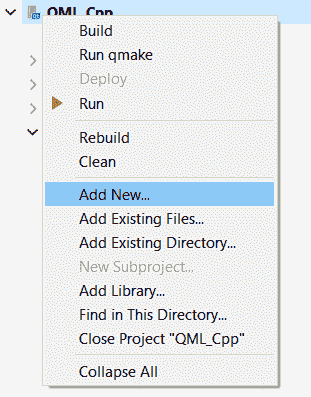 QML_Cpp
Build
Run qmake
Deploy
Run
Rebuild
Clean
Add New...
Add Existing Files...
Add Existing Directory...
New Subproject...
Add Library...
Find in This Directory...
Close Project "QML_Cpp"
Collapse All